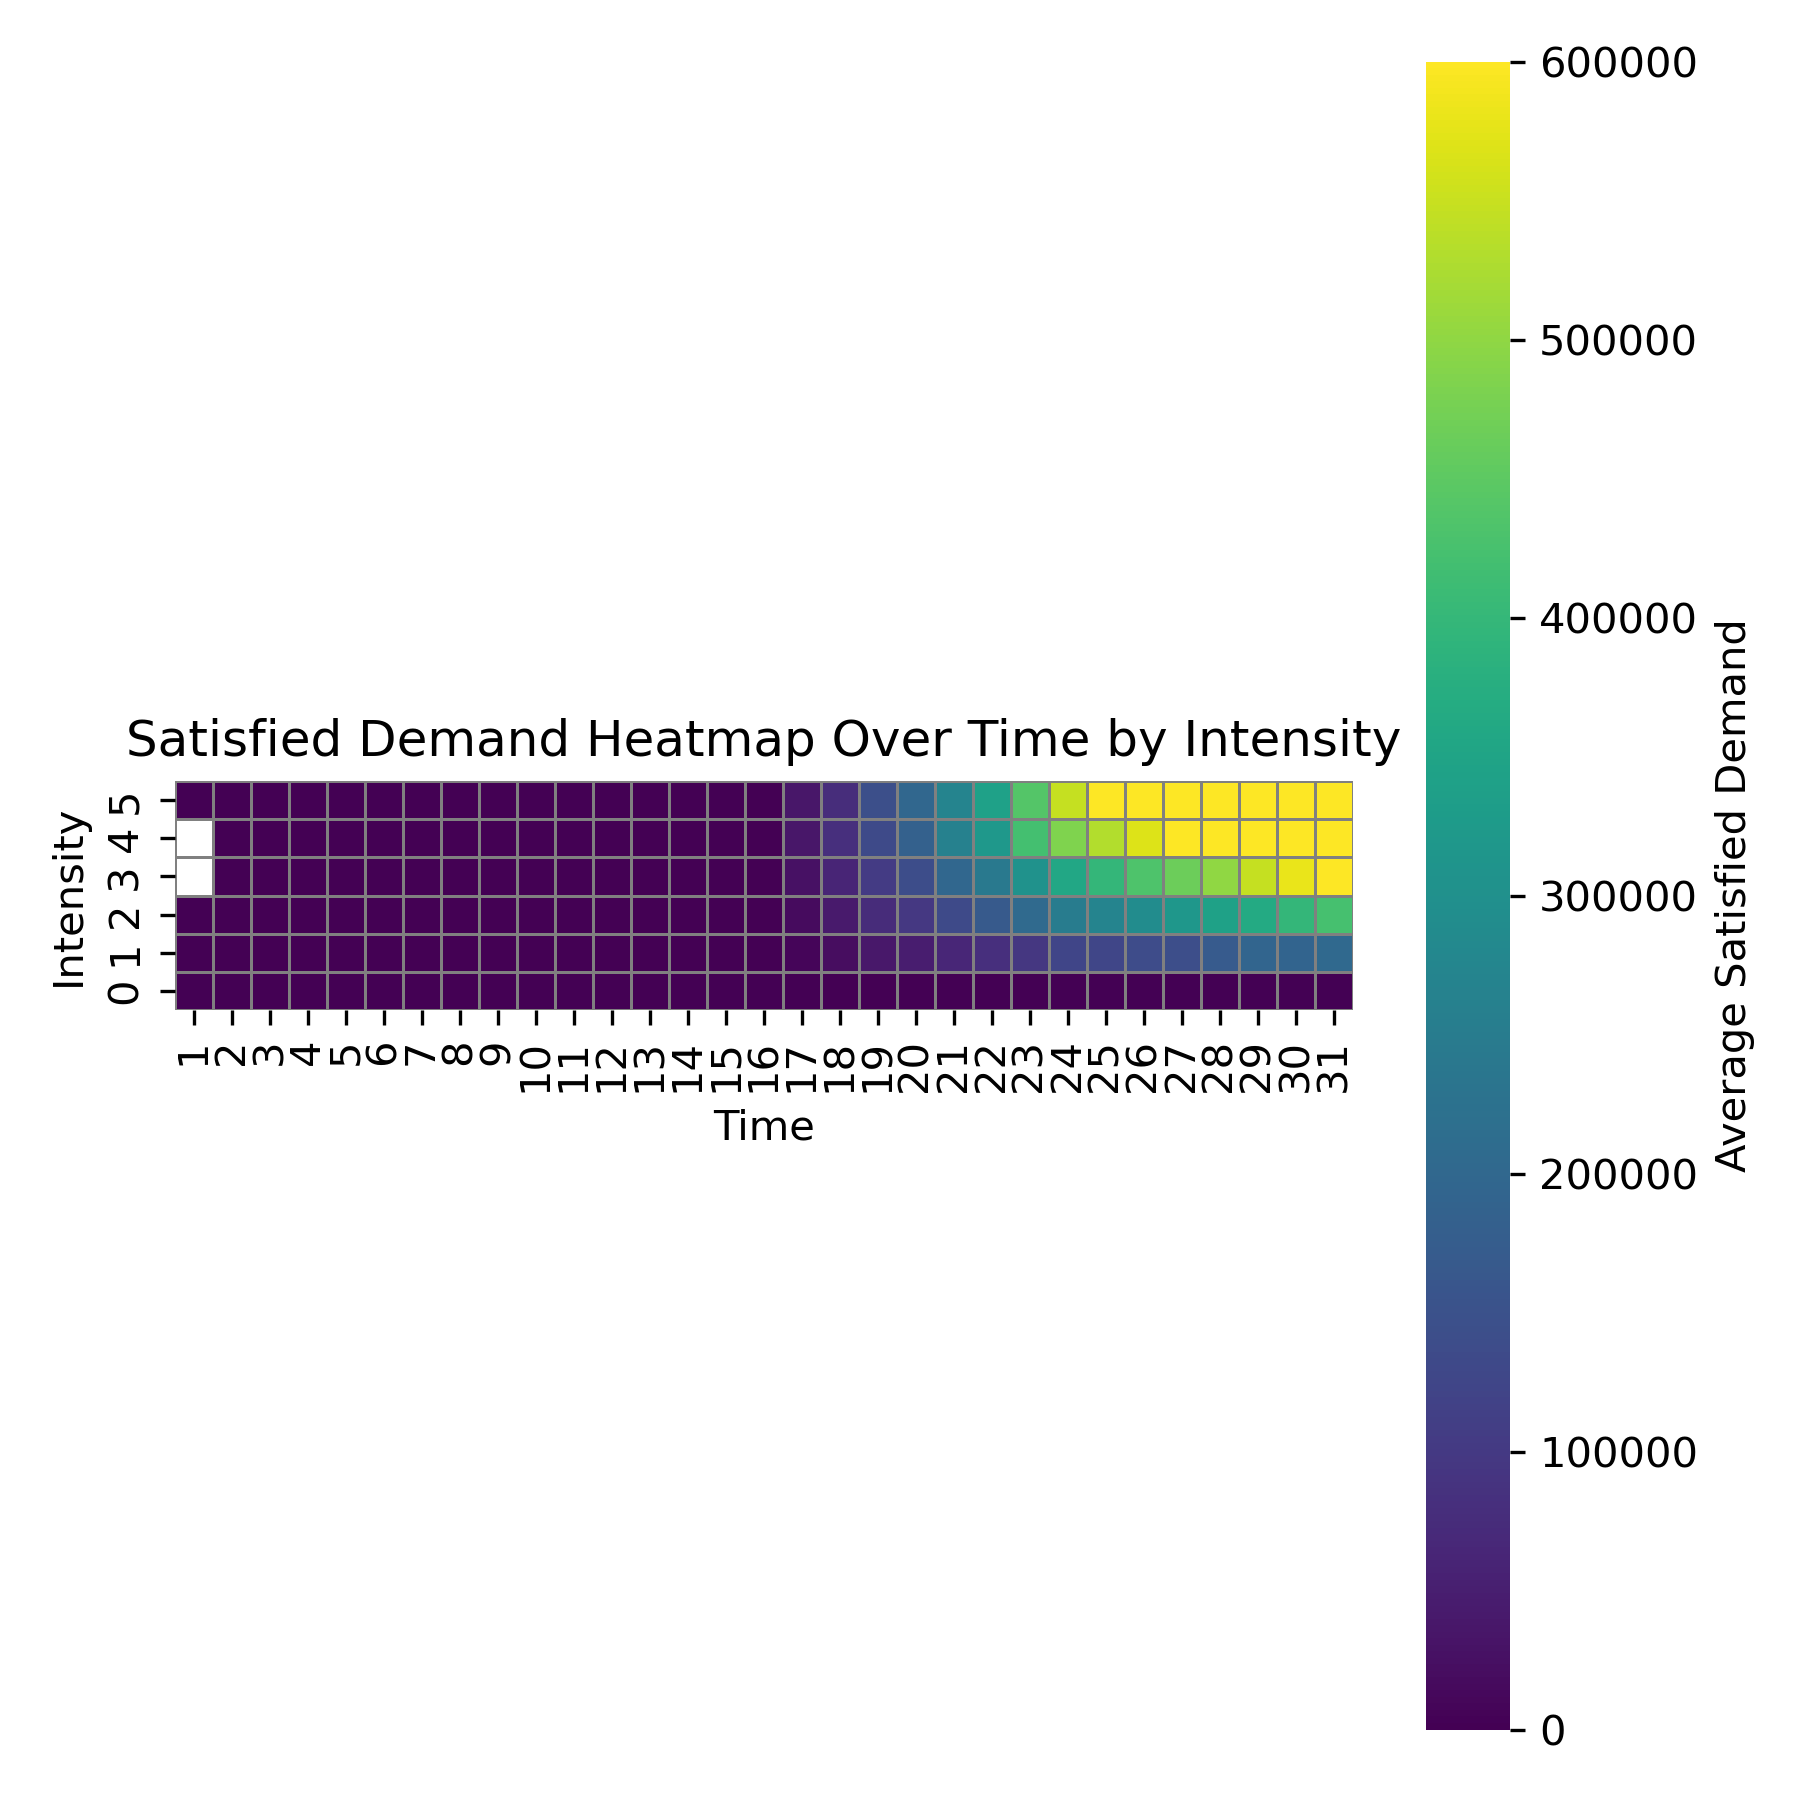 Satisfied Demand Heatmap Over Time by Intensity
Intensity
5
4
3
2
1
0
1 2 3 4 5 6 7 8 9 10 11 12 13 14 15 16 17 18 19 20 21 22 23 24 25 26 27 28 29 30 31
Time
600000
500000
400000
300000
200000
100000
0
Average Satisfied Demand